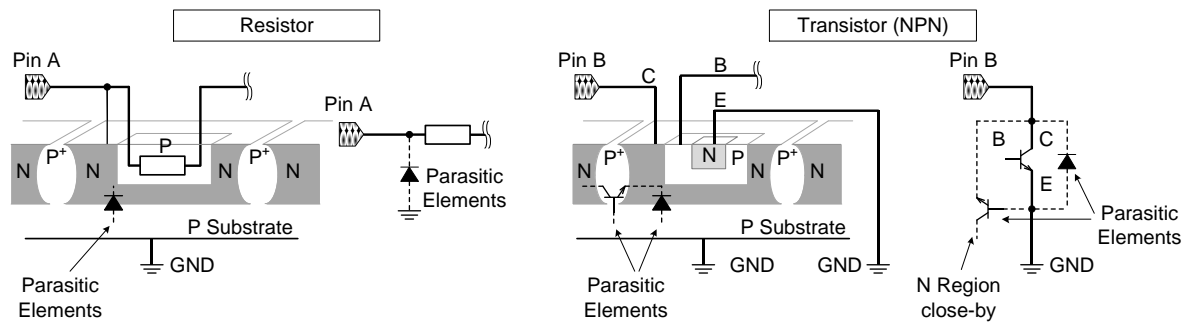 Resistor
Transistor (NPN)
Pin A
Pin B
Pin B
C
B
E
Pin A
N
P+
N
P
P+
N
N
N
P+
N
P
N
P+
N
B
C
E
Parasitic
Elements
Parasitic
Elements
P Substrate
P Substrate
GND
GND
GND
GND
Parasitic
Elements
Parasitic
Elements
N Region
close-by